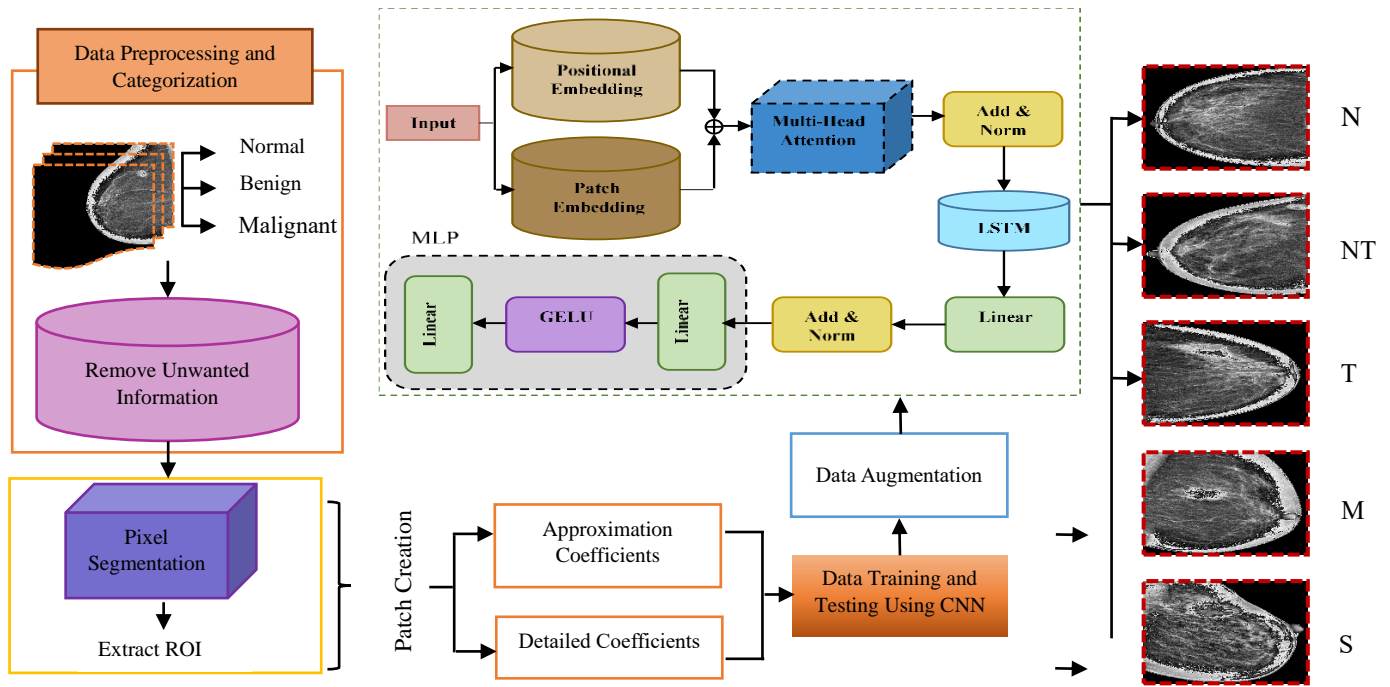 Data Preprocessing and
Categorization
Normal
Benign
Malignant
Remove Unwanted
Information
Pixel
Segmentation
Extract ROI
Patch Creation
Approximation
Coefficients
Detailed Coefficients
Data Training and
Testing Using CNN
Data Augmentation
Input
Positional
Embedding
Patch
Embedding
Multi-Head
Attention
Add &
Norm
LSTM
Linear
Add &
Norm
MLP
Linear
GELU
Linear
N
NT
T
M
S